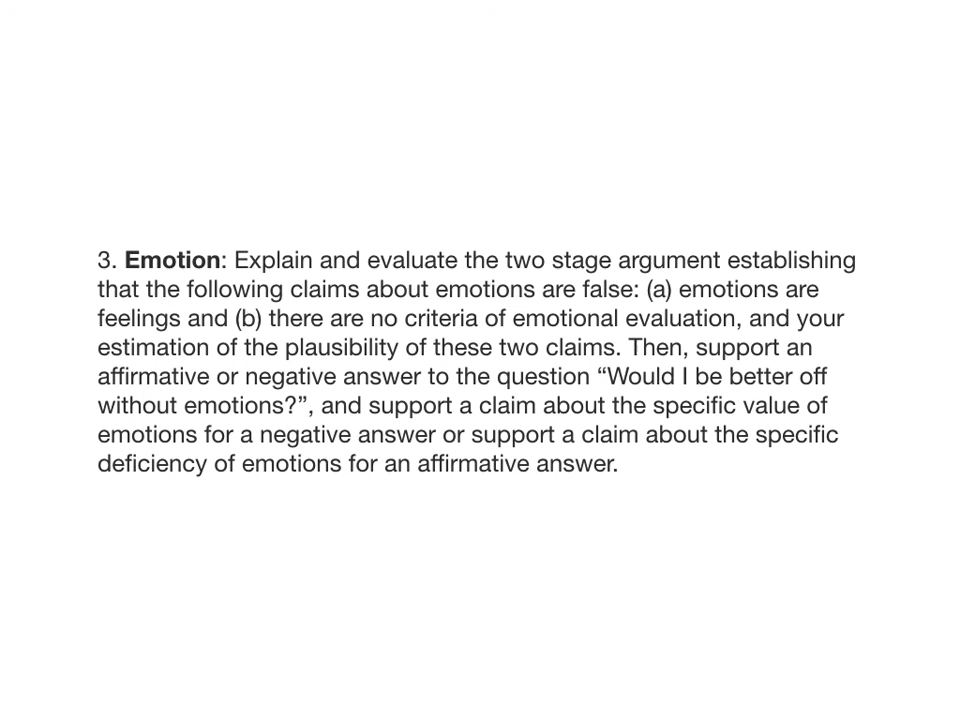 3. Emotion: Explain and evaluate the two stage argument establishing
that the following claims about emotions are false: (a) emotions are
feelings and (b) there are no criteria of emotional evaluation, and your
estimation of the plausibility of these two claims. Then, support an
affirmative or negative answer to the question “Would I be better off
without emotions?”, and support a claim about the specific value of
emotions for a negative answer or support a claim about the specific
deficiency of emotions for an affirmative answer.